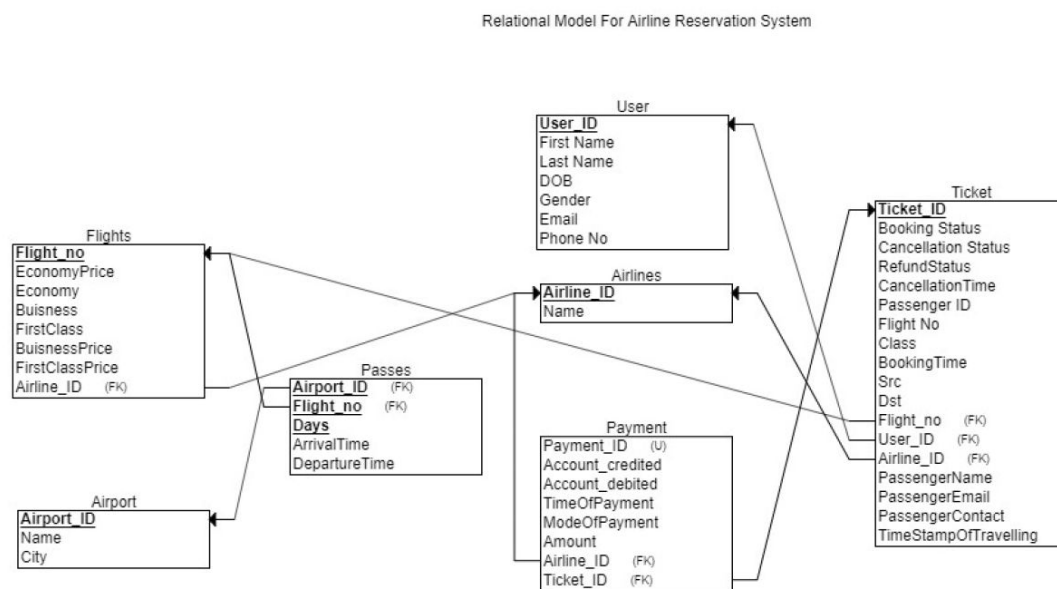 Relational Model For Airline Reservation System
User
User_ID
First Name
Last Name
DOB
Gender
Email
Phone No
Flights
Flight_no
EconomyPrice
Economy
Buisness
FirstClass
BuisnessPrice
FirstClassPrice
Airline_ID (FK)
Airlines
Airline_ID
Name
Passes
Airport_ID (FK)
Flight_no (FK)
Days
ArrivalTime
DepartureTime
Airport
Airport_ID
Name
City
Payment
Payment_ID (U)
Account_credited
Account_debited
TimeOfPayment
ModeOfPayment
Amount
Airline_ID (FK)
Ticket_ID (FK)
Ticket
Ticket_ID
Booking Status
Cancellation Status
RefundStatus
CancellationTime
Passenger ID
Flight No
Class
BookingTime
Src
Dst
Flight_no (FK)
User_ID (FK)
Airline_ID (FK)
PassengerName
PassengerEmail
PassengerContact
TimeStampOfTravelling